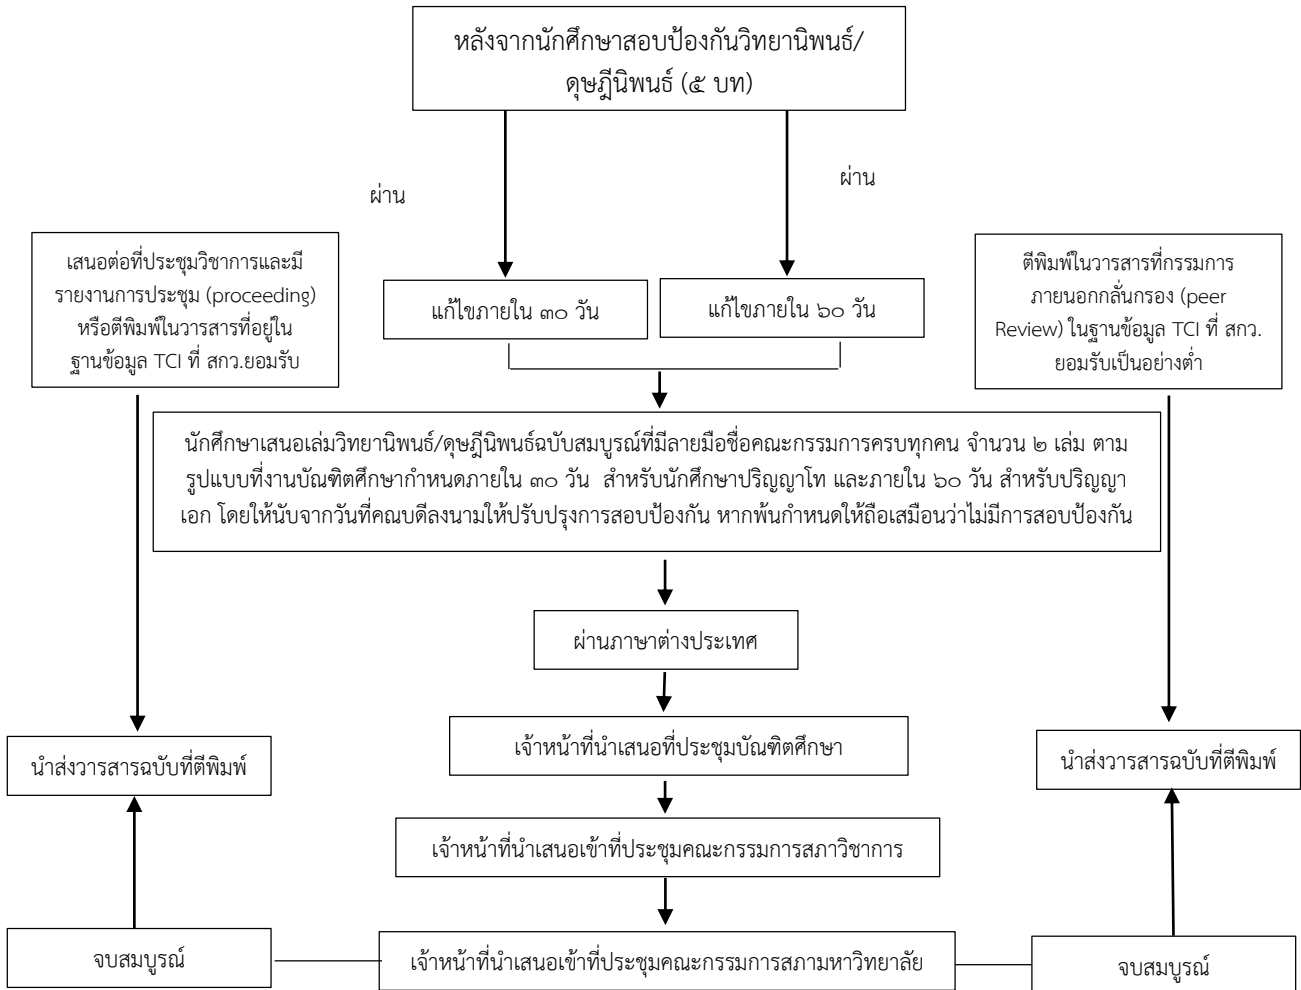 หลังจากนักศึกษาสอบป้องกันวิทยานิพนธ์/
ดุษฎีนิพนธ์ (๕ บท)
ผ่าน
ผ่าน
เสนอต่อที่ประชุมวิชาการและมี
รายงานการประชุม (proceeding)
หรือตีพิมพ์ในวารสารที่อยู่ใน
ฐานข้อมูล TCI ที่ สกว.ยอมรับ
แก้ไขภายใน ๓๐ วัน
แก้ไขภายใน ๖๐ วัน
ตีพิมพ์ในวารสารที่กรรมการ
ภายนอกกลั่นกรอง (peer
Review) ในฐานข้อมูล TCI ที่ สกว.
ยอมรับเป็นอย่างต่ำ
นักศึกษาเสนอเล่มวิทยานิพนธ์/ดุษฎีนิพนธ์ฉบับสมบูรณ์ที่มีลายมือชื่อคณะกรรมการครบทุกคน จำนวน ๒ เล่ม ตาม
รูปแบบที่งานบัณฑิตศึกษากำหนดภายใน ๓๐ วัน สำหรับนักศึกษาปริญญาโท และภายใน ๖๐ วัน สำหรับปริญญา
เอก โดยให้นับจากวันที่คณบดีลงนามให้ปรับปรุงการสอบป้องกัน หากพ้นกำหนดให้ถือเสมือนว่าไม่มีการสอบป้องกัน
ผ่านภาษาต่างประเทศ
เจ้าหน้าที่นำเสนอที่ประชุมบัณฑิตศึกษา
นำส่งวารสารฉบับที่ตีพิมพ์
นำส่งวารสารฉบับที่ตีพิมพ์
เจ้าหน้าที่นำเสนอเข้าที่ประชุมคณะกรรมการสภาวิชาการ
จบสมบูรณ์
เจ้าหน้าที่นำเสนอเข้าที่ประชุมคณะกรรมการสภามหาวิทยาลัย
จบสมบูรณ์